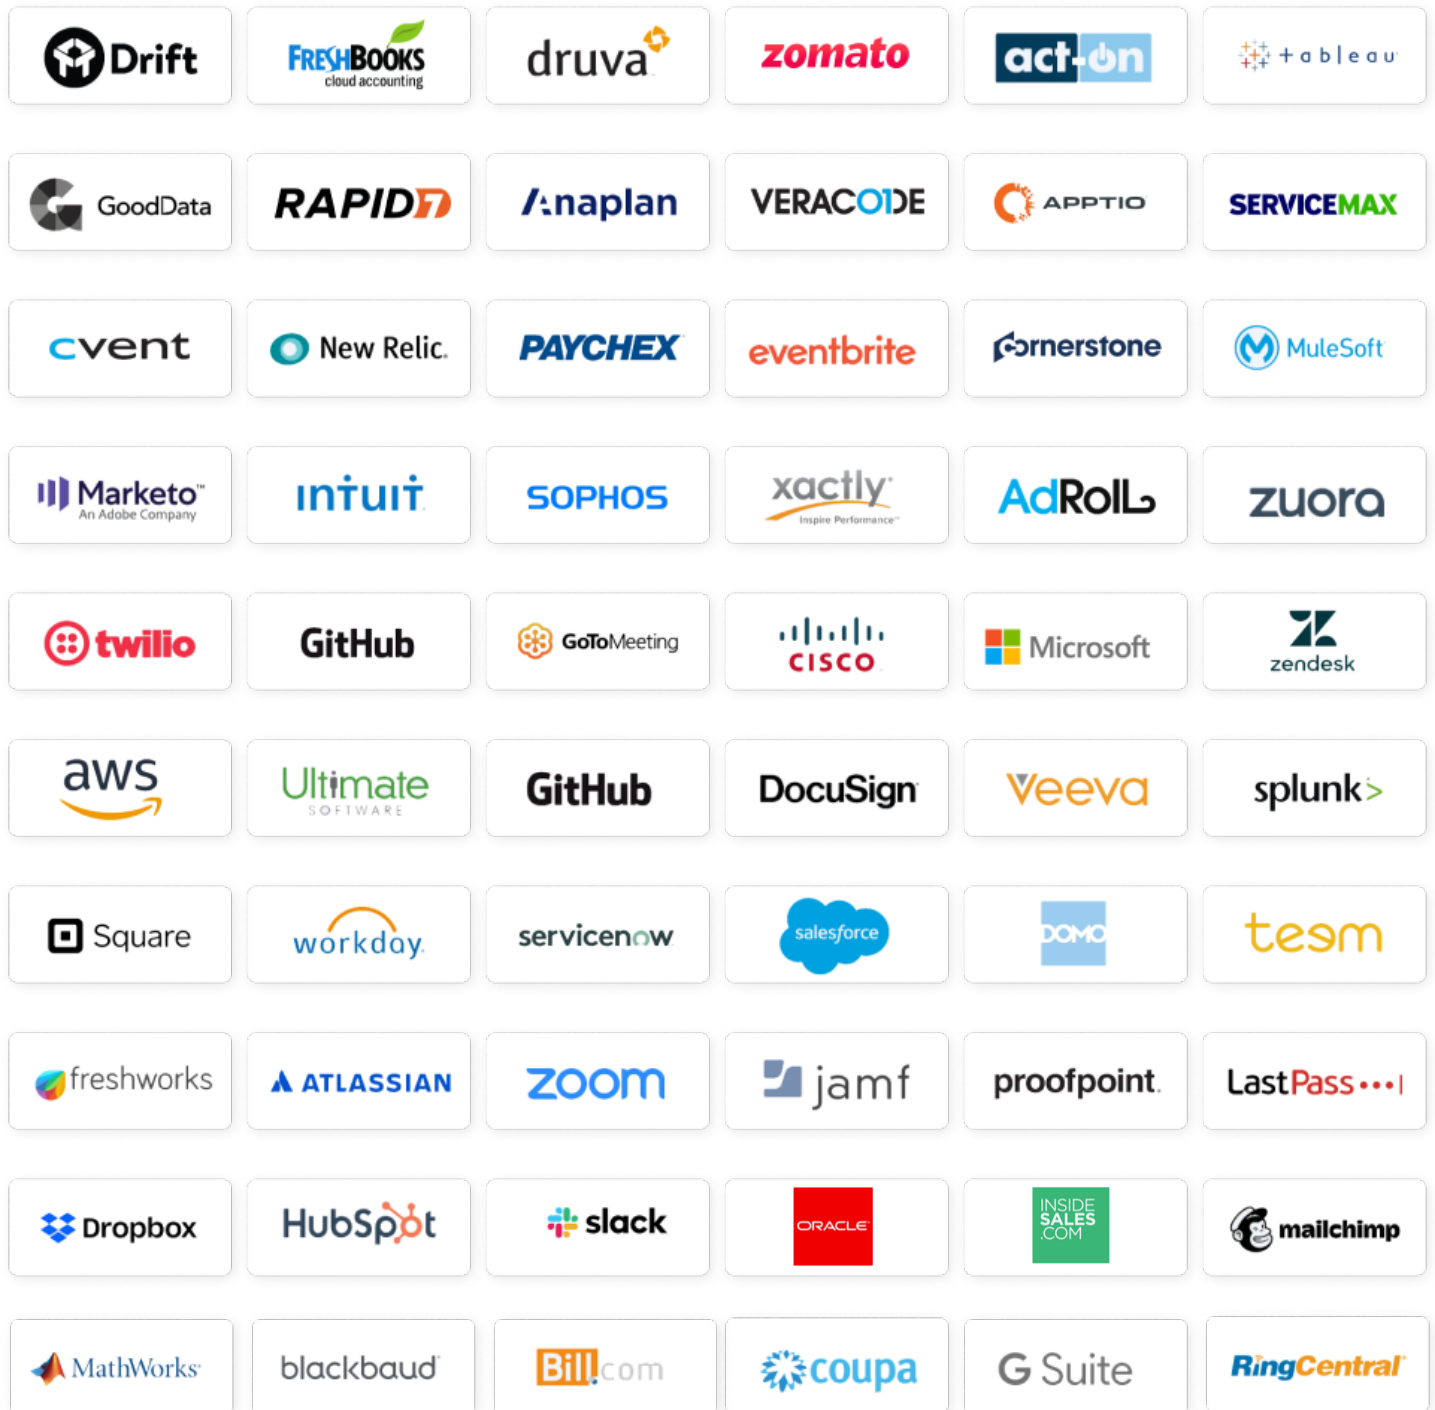 Drift
FRESHBOOKS
cloud accounting
druva
zomato
act-on
+ableau
GoodData
RAPID7
Anaplan
VERACODE
APPTIO
SERVICEMAX
cvent
New Relic.
PAYCHEX
eventbrite
Cornerstone
MuleSoft
Marketo™
An Adobe Company
intuit
SOPHOS
xactly
Inspire Performance™
AdRoll
zuora
twilio
GitHub
GoToMeeting
CISCO
Microsoft
zendesk
aws
Ultimate
SOFTWARE
GitHub
DocuSign
Veeva
splunk>
Square
workday.
servicenow
salesforce
DOMO
teem
freshworks
ATLASSIAN
zoom
jamf
proofpoint.
LastPass •••|
Dropbox
HubSpot
slack
ORACLE
INSIDE
SALES
.COM
mailchimp
MathWorks
blackbaud
Bill.com
coupa
G Suite
RingCentral